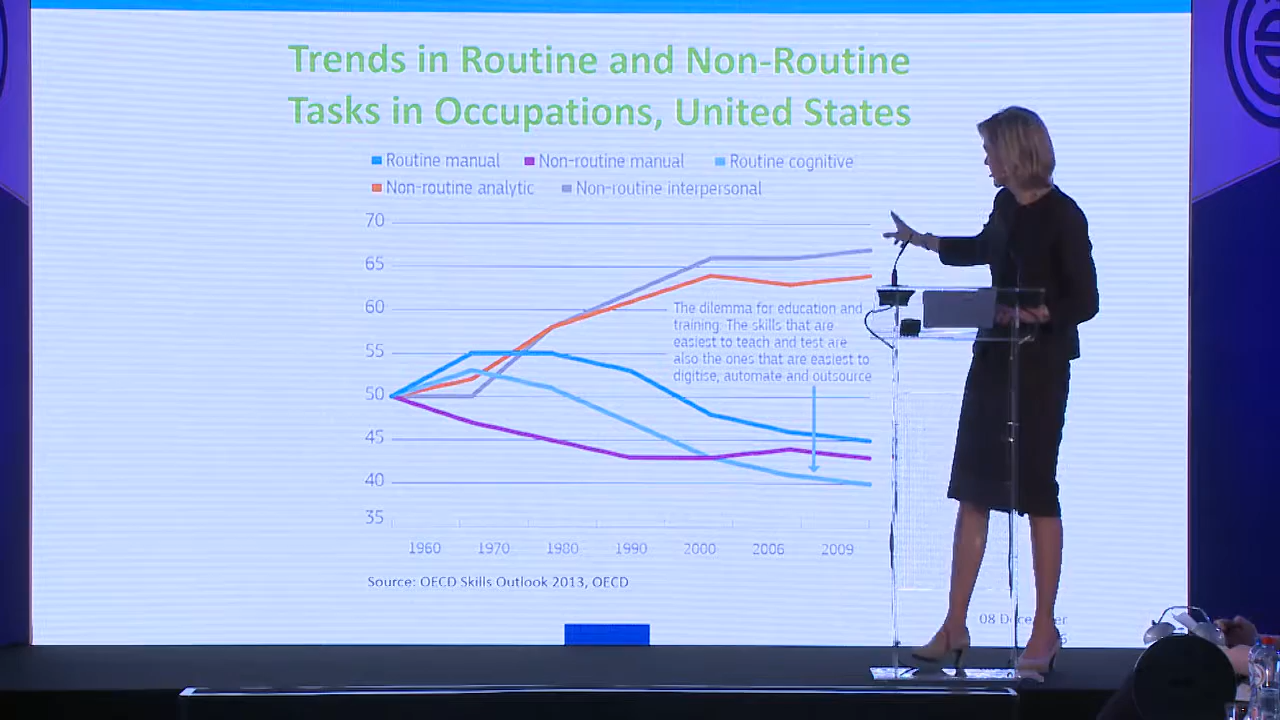 Trends in Routine and Non-Routine
Tasks in Occupations, United States
Routine manual Non-routine manual Routine cognitive
Non-routine analytic Non-routine interpersonal
70
65
60
The dilemma for education and
training: The skills that are
easiest to teach and test are
also the ones that are easiest to
digitise, automate and outsource
55
50
45
40
35
1960 1970 1980 1990 2000 2006 2009
Source: OECD Skills Outlook 2013, OECD
08